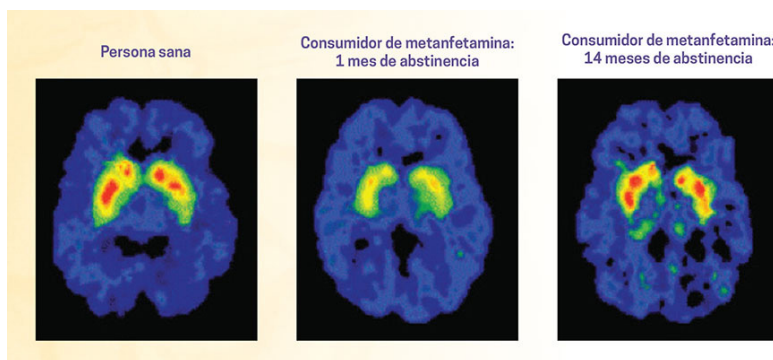 Persona sana
Consumidor de metanfetamina:
1 mes de abstinencia
Consumidor de metanfetamina:
14 meses de abstinencia